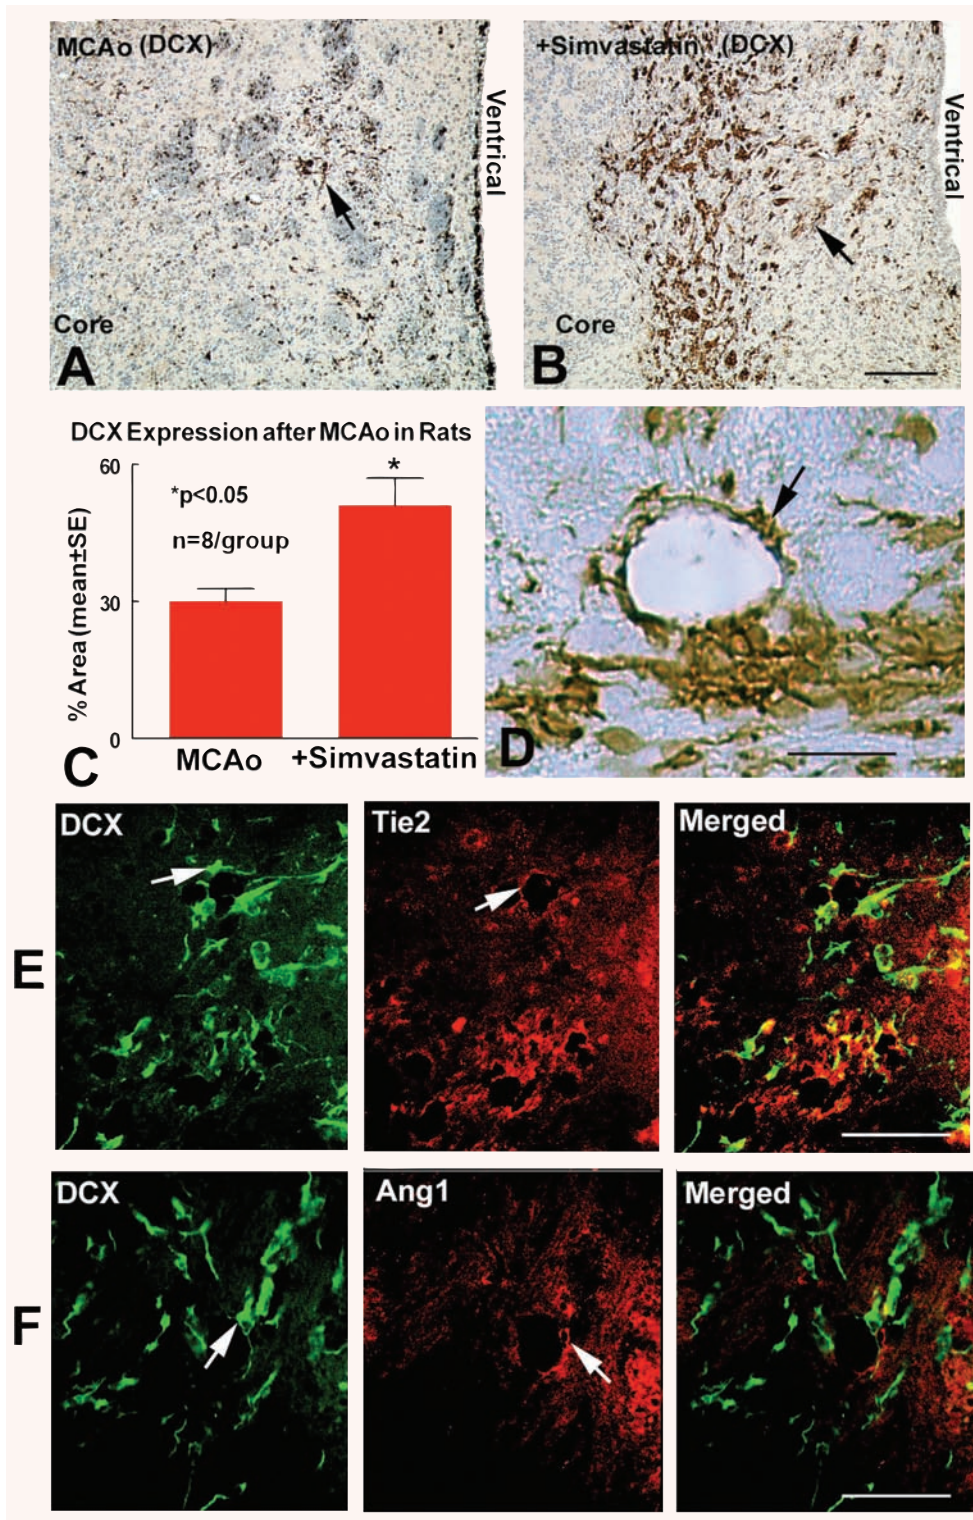 MCAo (DCX)
Ventrical
Core
A
+Simvastatin (DCX)
Ventrical
Core
B
DCX Expression after MCAo in Rats
60
30
0
% Area (mean±SE)
*p<0.05
n=8/group
*
MCAo
+Simvastatin
C
D
E
DCX
Tie2
Merged
F
DCX
Ang1
Merged